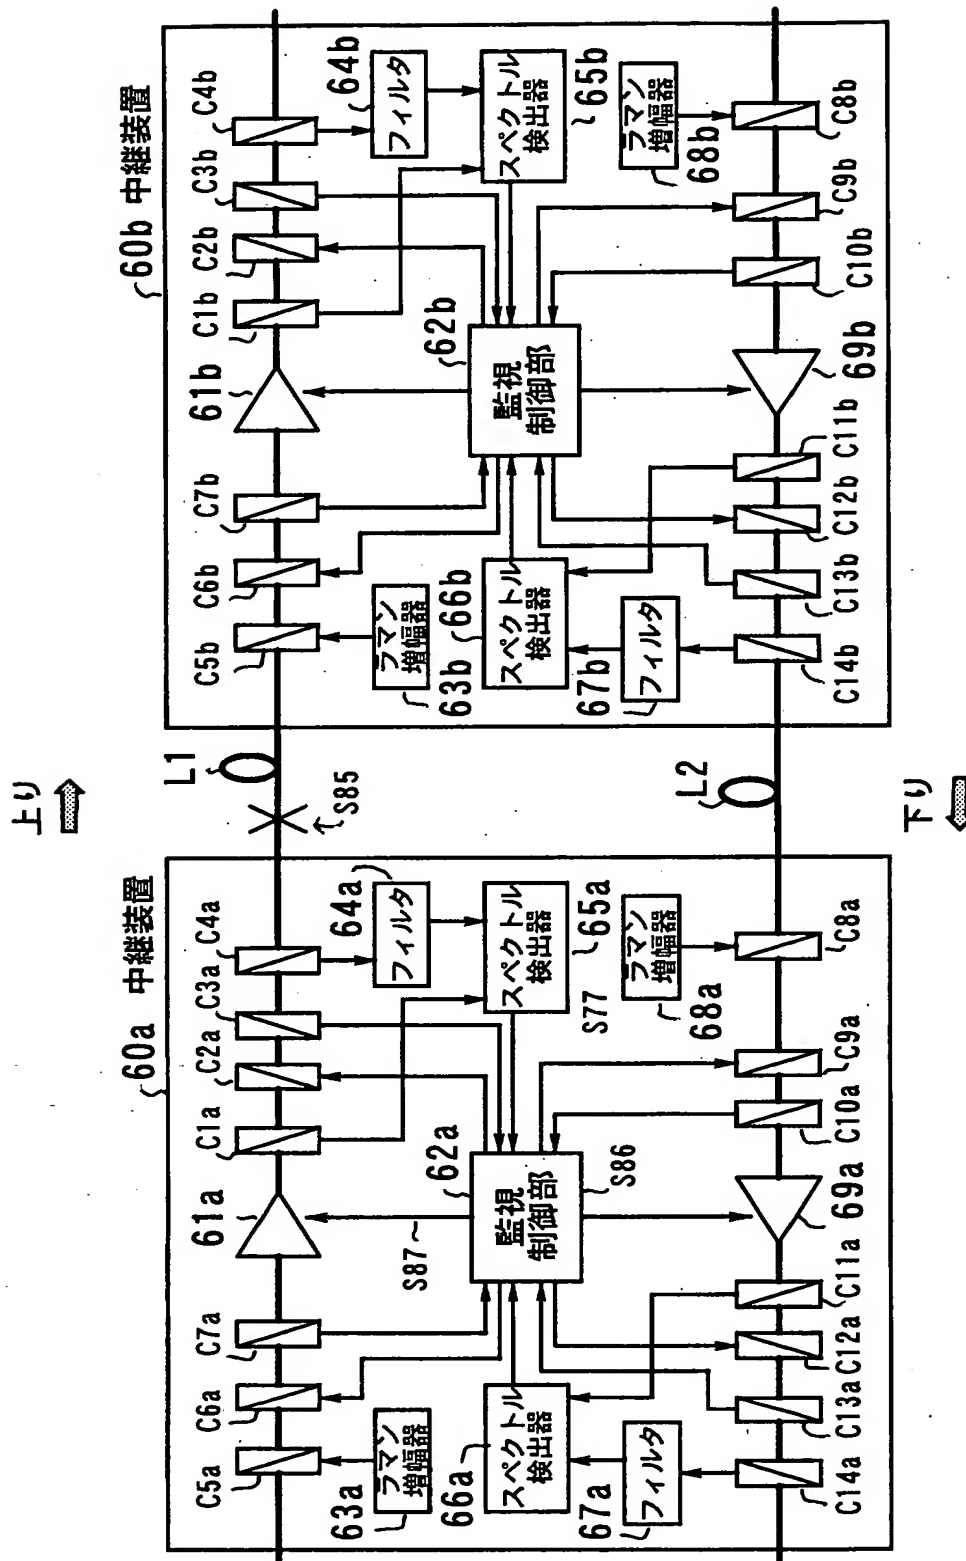 上り
下り
60a 中継装置
C5a
C6a
C7a
61a
C1a
C2a
C3a
C4a
63a
ラマン
増幅器
64a
フィルタ
66a
スペクトル
検出器
65a
スペクトル
検出器
62a
監視
制御部
S87
S86
S77
67a
フィルタ
68a
ラマン
増幅器
C14a
C13a
C12a
C11a
69a
C10a
C9a
C8a
L1
S85
L2
60b 中継装置
C5b
C6b
C7b
61b
C1b
C2b
C3b
C4b
63b
ラマン
増幅器
64b
フィルタ
66b
スペクトル
検出器
65b
スペクトル
検出器
62b
監視
制御部
67b
フィルタ
68b
ラマン
増幅器
C14b
C13b
C12b
C11b
69b
C10b
C9b
C8b